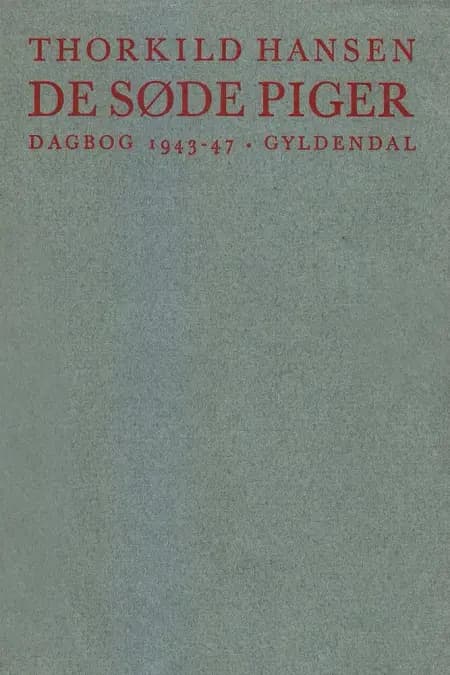 THORKILD HANSEN
DE SØDE PIGER
DAGBOG 1943-47 · GYLDENDAL